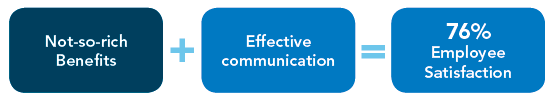 Not-so-rich
Benefits
+
Effective
communication
=
76%
Employee
Satisfaction